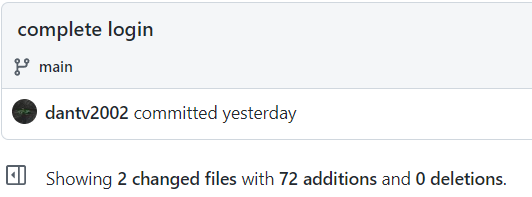 complete login
main
dantv2002 committed yesterday
Showing 2 changed files with 72 additions and 0 deletions.